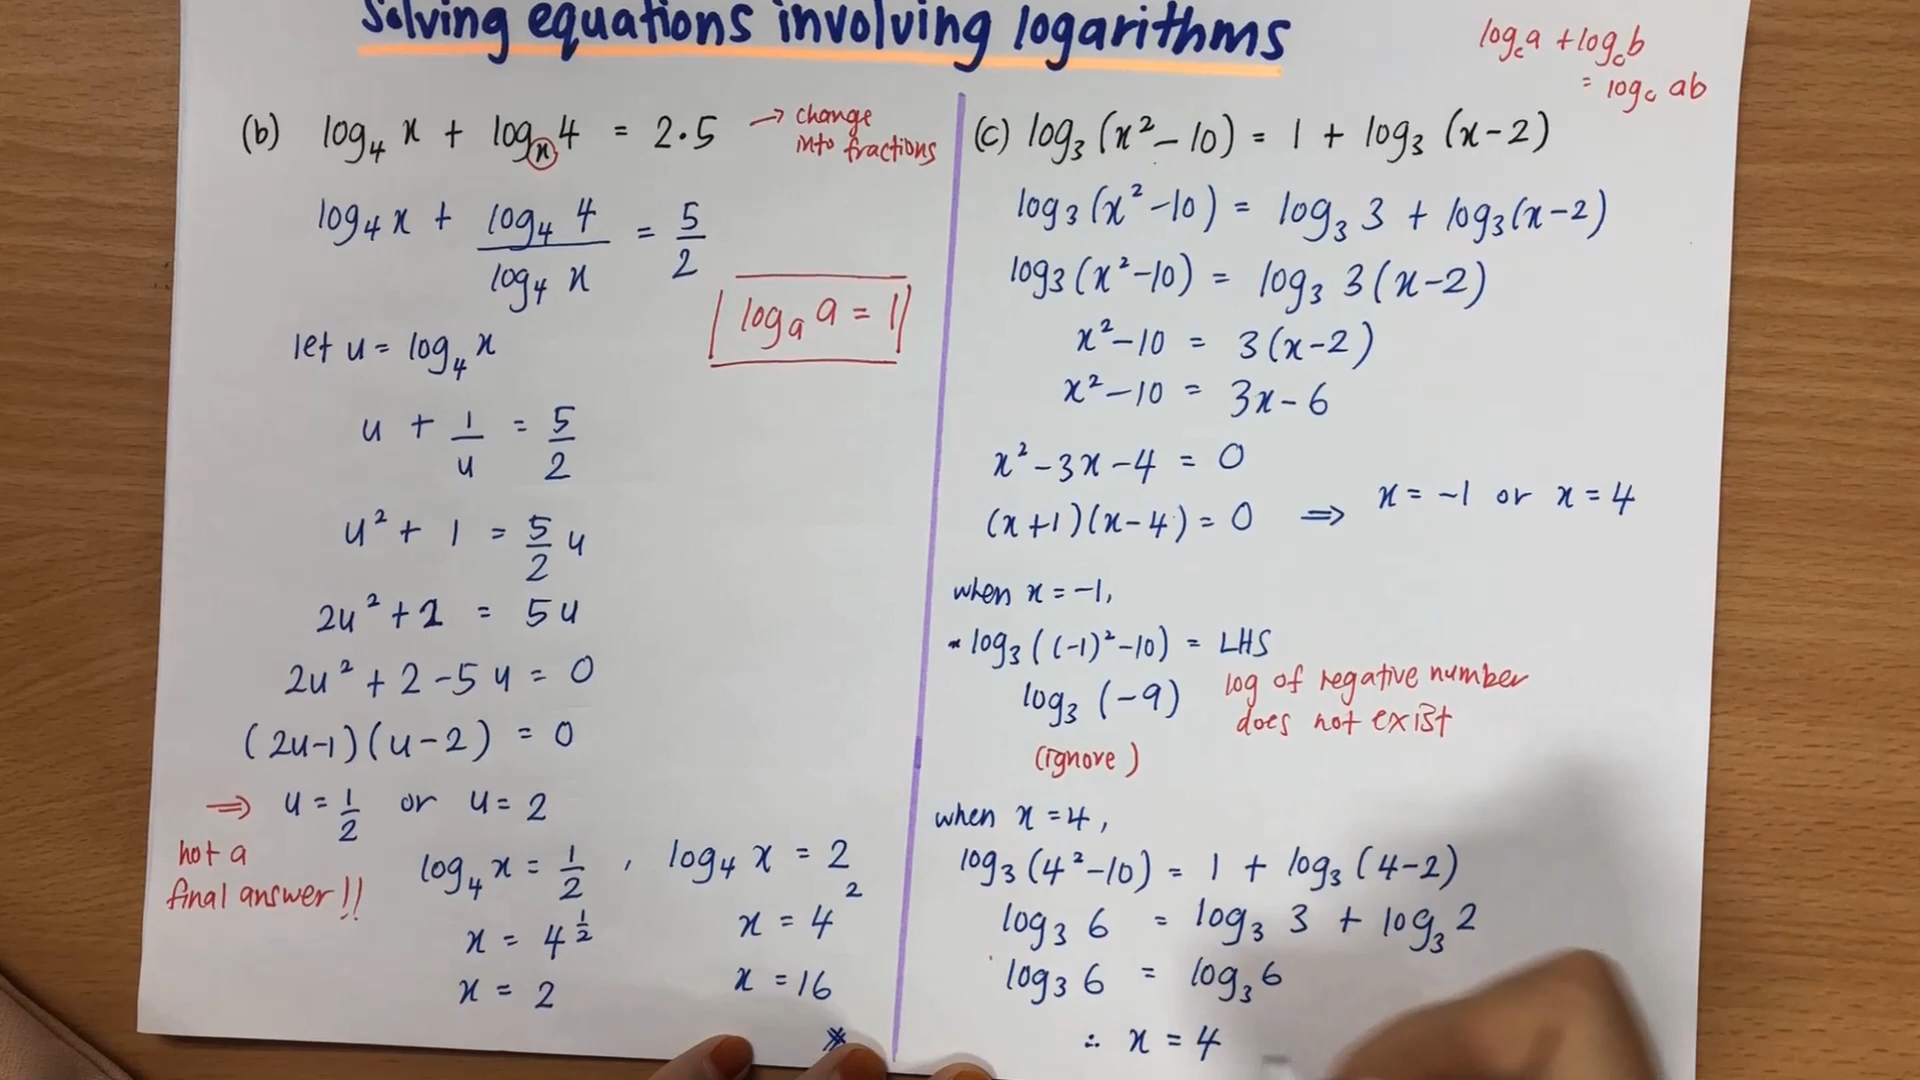 Solving equations involving logarithms
log_c a + log_c b
= log_c ab
(b) log₄ x + logₓ 4 = 2.5 → change
into fractions
log₄ x + log₄ 4 / log₄ x = 5/2
log_a a = 1
let u = log₄ x
u + 1/u = 5/2
u² + 1 = 5/2 u
2u² + 2 = 5u
2u² + 2 - 5u = 0
(2u-1)(u-2) = 0
⇒ u = 1/2 or u = 2
not a
final answer!!
log₄ x = 1/2 , log₄ x = 2
x = 4^(1/2)
x = 2
x = 4²
x = 16
(c) log₃ (x² - 10) = 1 + log₃ (x-2)
log₃ (x² - 10) = log₃ 3 + log₃ (x-2)
log₃ (x² - 10) = log₃ 3(x-2)
x² - 10 = 3(x-2)
x² - 10 = 3x - 6
x² - 3x - 4 = 0
(x+1)(x-4) = 0 ⇒ x = -1 or x = 4
when x = -1,
log₃ ((-1)² - 10) = LHS
log₃ (-9) log of negative number
does not exist
(ignore)
when x = 4,
log₃ (4² - 10) = 1 + log₃ (4-2)
log₃ 6 = log₃ 3 + log₃ 2
log₃ 6 = log₃ 6
∴ x = 4